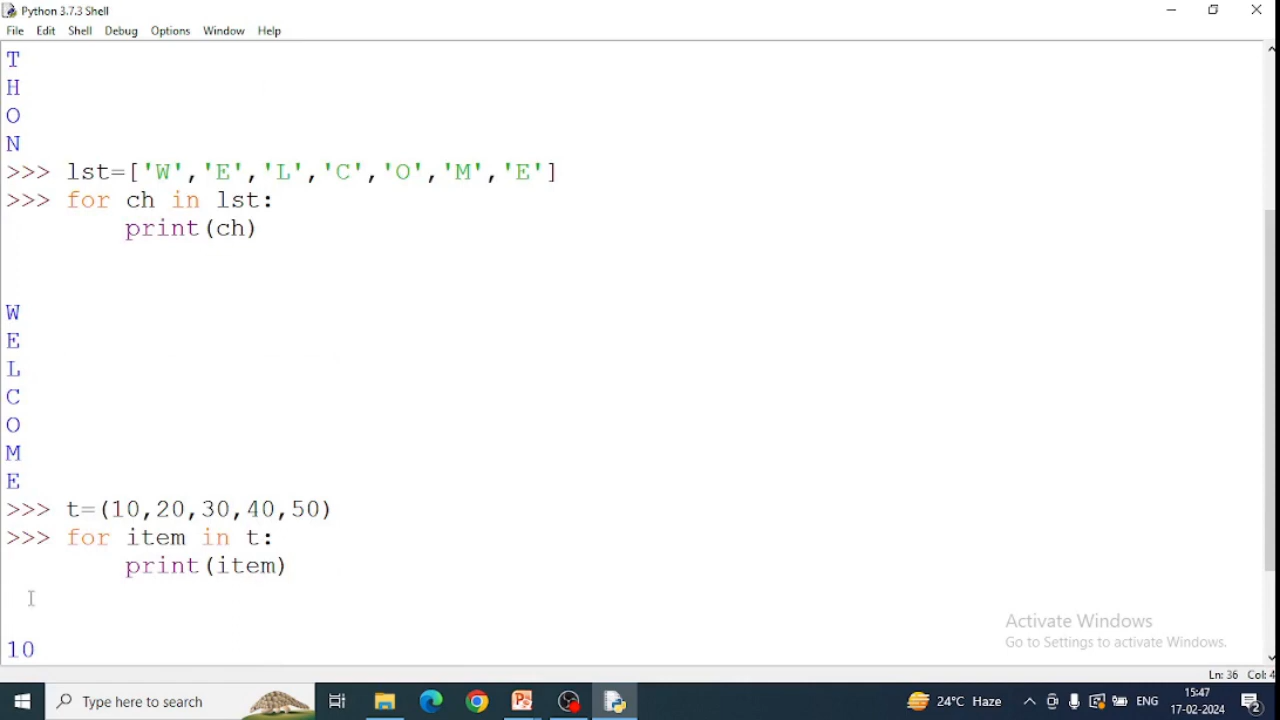 Python 3.7.3 Shell
File Edit Shell Debug Options Window Help
T
H
O
N
>>> lst=['W','E','L','C','O','M','E']
>>> for ch in lst:
print(ch)
W
E
L
C
O
M
E
>>> t=(10,20,30,40,50)
>>> for item in t:
print(item)
10
Activate Windows
Go to Settings to activate Windows.
Ln: 36 Col: 4
Type here to search
24°C Haze
ENG
15:47
17-02-2024
2